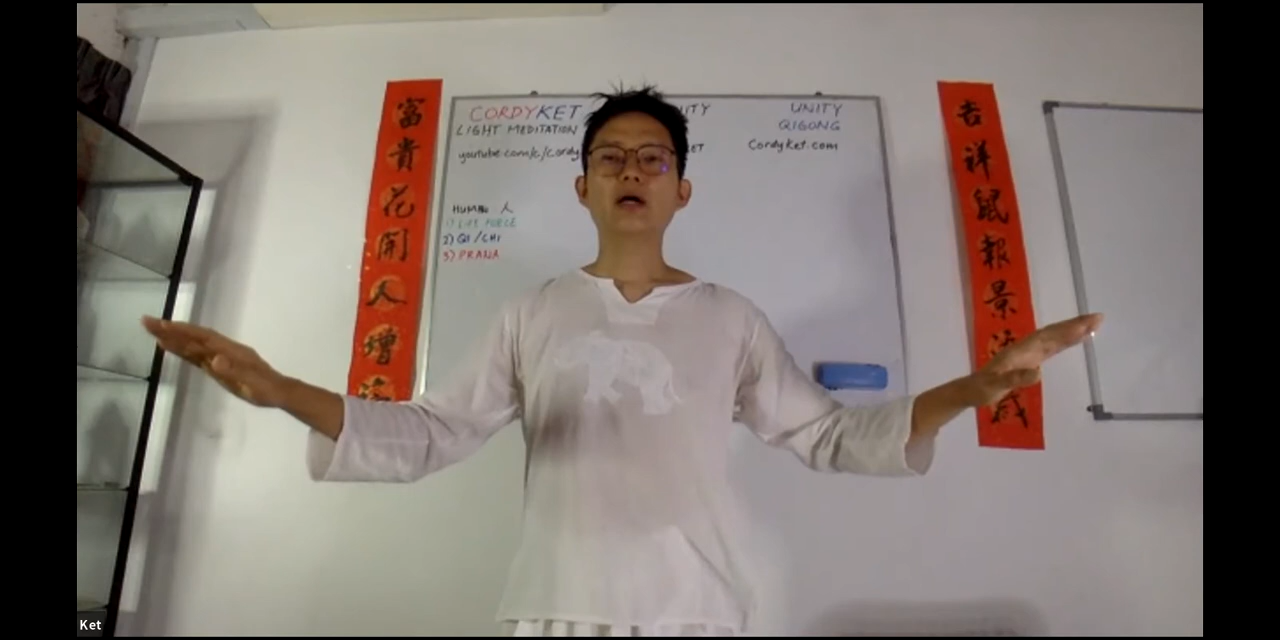 富貴花開人增
CORDYKET
LIGHT MEDITATION
youtube.com/c/Cordy
UNITY
QIGONG
CordyKet.com
HUMAN 人
1) LIFE FORCE
2) QI / CHI
3) PRANA
吉祥鼠報景
Ket